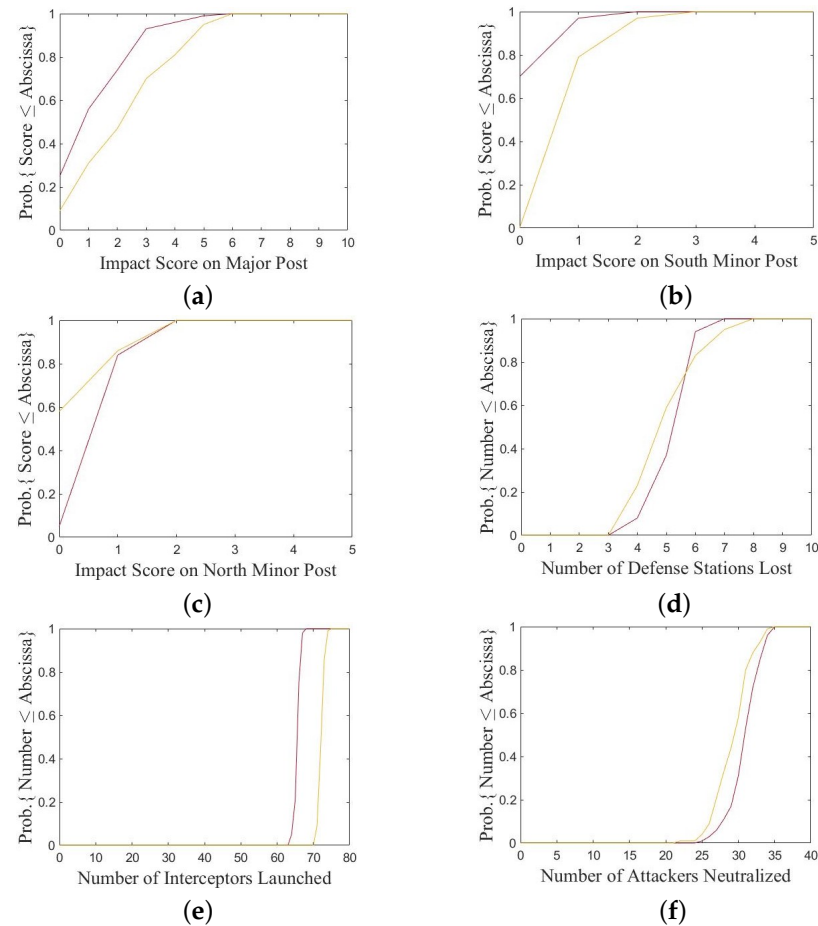 1
0.8
0.6
0.4
0.2
0
Prob.{ Score ≤ Abscissa}
0 1 2 3 4 5 6 7 8 9 10
Impact Score on Major Post
(a)
1
0.8
0.6
0.4
0.2
0
Prob.{ Score ≤ Abscissa}
0 1 2 3 4 5
Impact Score on South Minor Post
(b)
1
0.8
0.6
0.4
0.2
0
Prob.{ Score ≤ Abscissa}
0 1 2 3 4 5
Impact Score on North Minor Post
(c)
1
0.8
0.6
0.4
0.2
0
Prob.{ Number ≤ Abscissa}
0 1 2 3 4 5 6 7 8 9 10
Number of Defense Stations Lost
(d)
1
0.8
0.6
0.4
0.2
0
Prob.{ Number ≤ Abscissa}
0 10 20 30 40 50 60 70 80
Number of Interceptors Launched
(e)
1
0.8
0.6
0.4
0.2
0
Prob.{ Number ≤ Abscissa}
0 5 10 15 20 25 30 35 40
Number of Attackers Neutralized
(f)